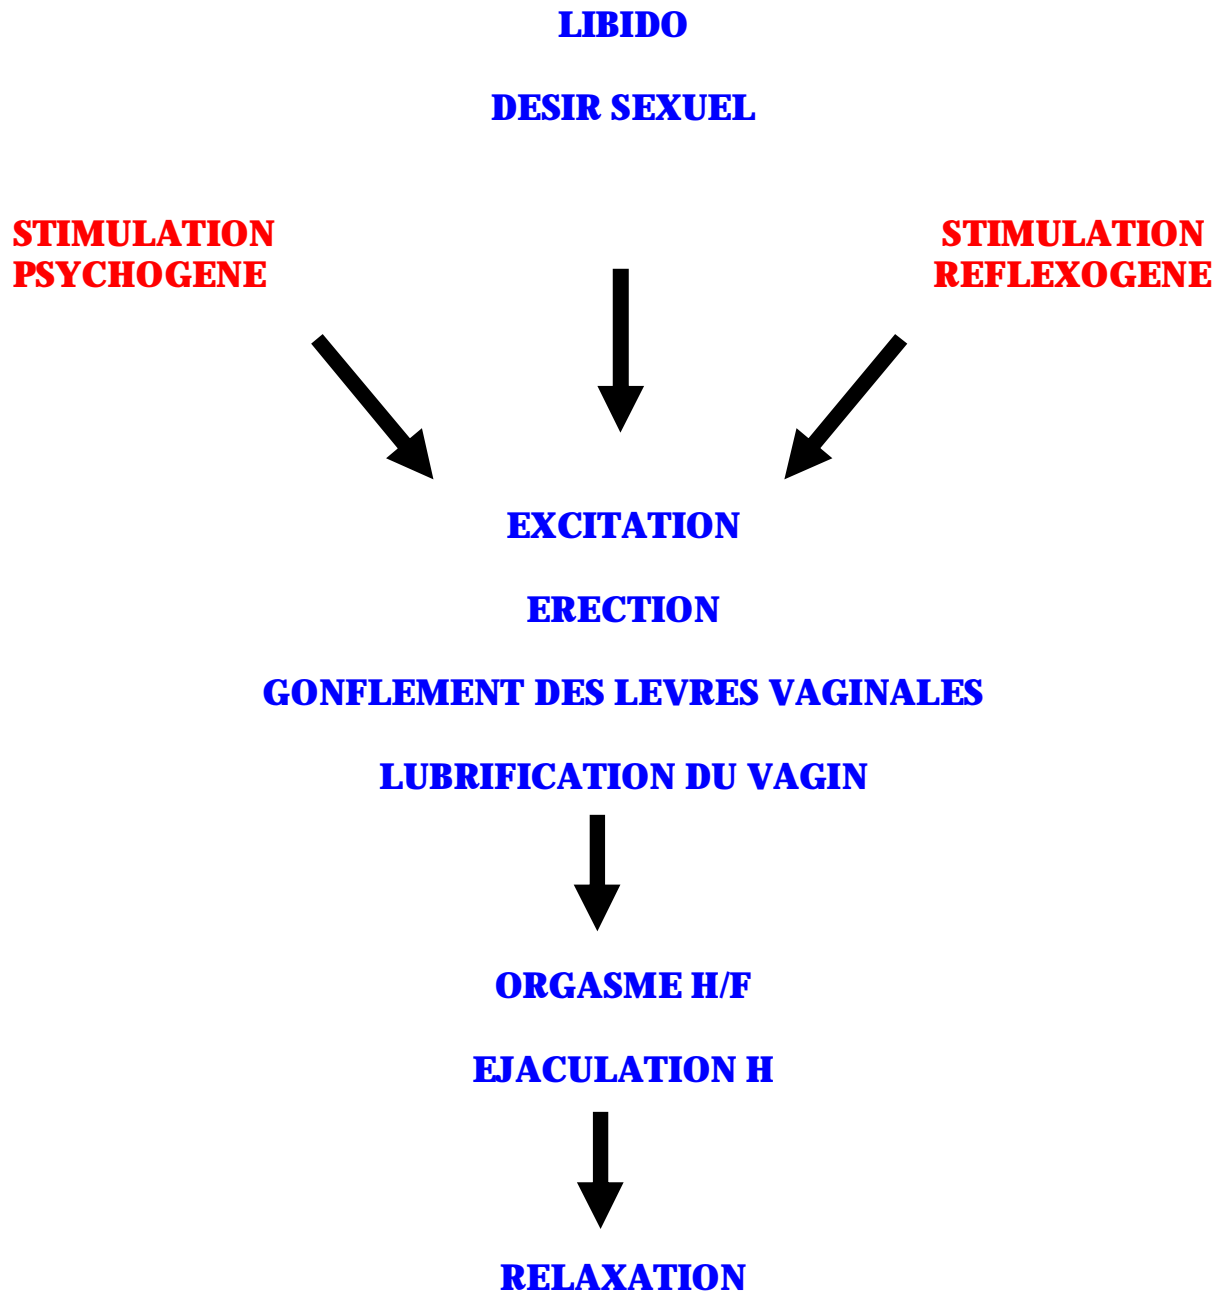 LIBIDO
DESIR SEXUEL
STIMULATION
PSYCHOGENE
STIMULATION
REFLEXOGENE
EXCITATION
ERECTION
GONFLEMENT DES LEVRES VAGINALES
LUBRIFICATION DU VAGIN
ORGASME H/F
EJACULATION H
RELAXATION